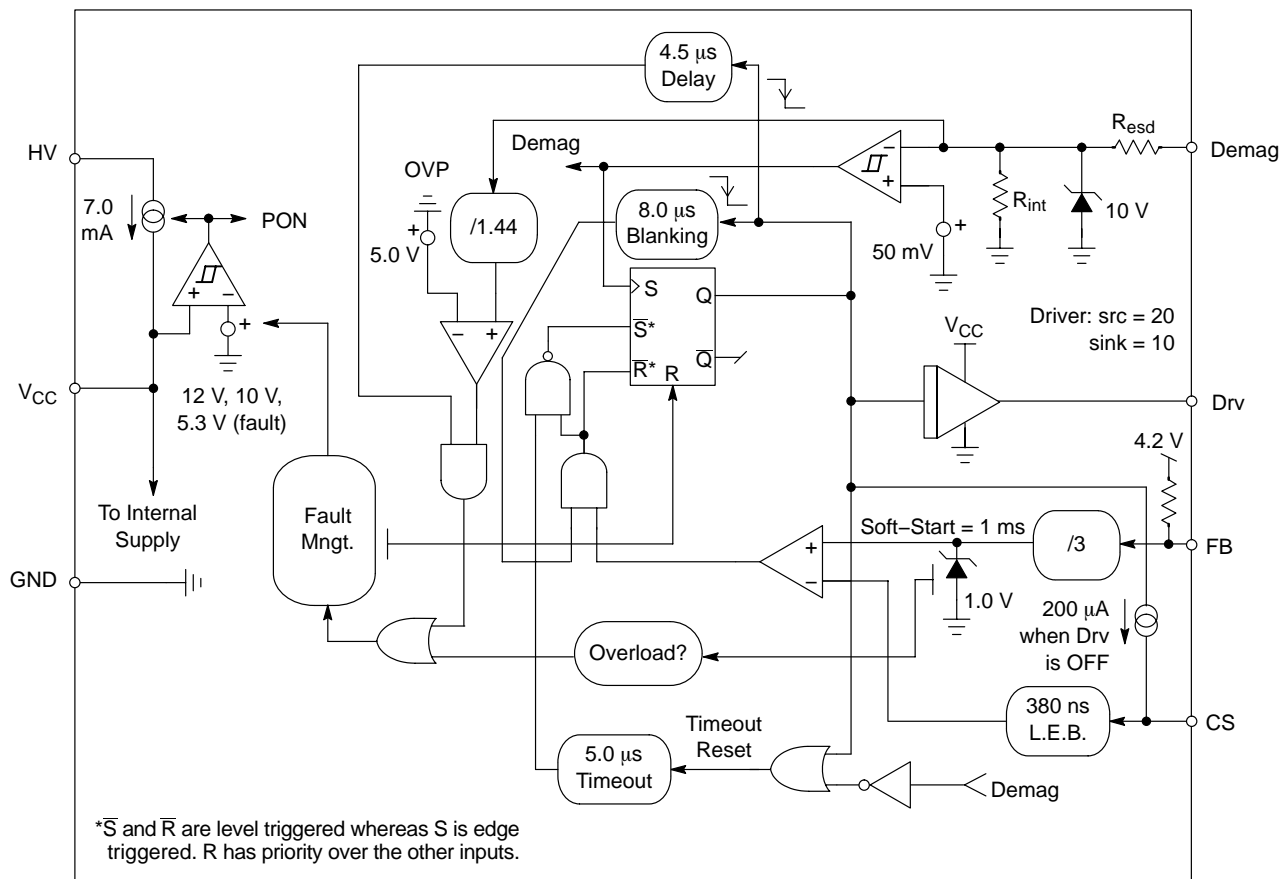 4.5 μs
Delay
HV
Demag
R_esd
Demag
OVP
7.0
mA
PON
/1.44
8.0 μs
Blanking
R_int
10 V
+
5.0 V
+
50 mV
−
+
S
Q
+
−
+
−
+
S̅*
Q̅
R̅*
R
V_CC
Driver: src = 20
sink = 10
V_CC
12 V, 10 V,
5.3 V (fault)
Drv
4.2 V
To Internal
Supply
Fault
Mngt.
Soft−Start = 1 ms
+
−
/3
FB
GND
1.0 V
200 μA
when Drv
is OFF
Overload?
380 ns
L.E.B.
CS
Timeout
Reset
5.0 μs
Timeout
Demag
*S̅ and R̅ are level triggered whereas S is edge
triggered. R has priority over the other inputs.